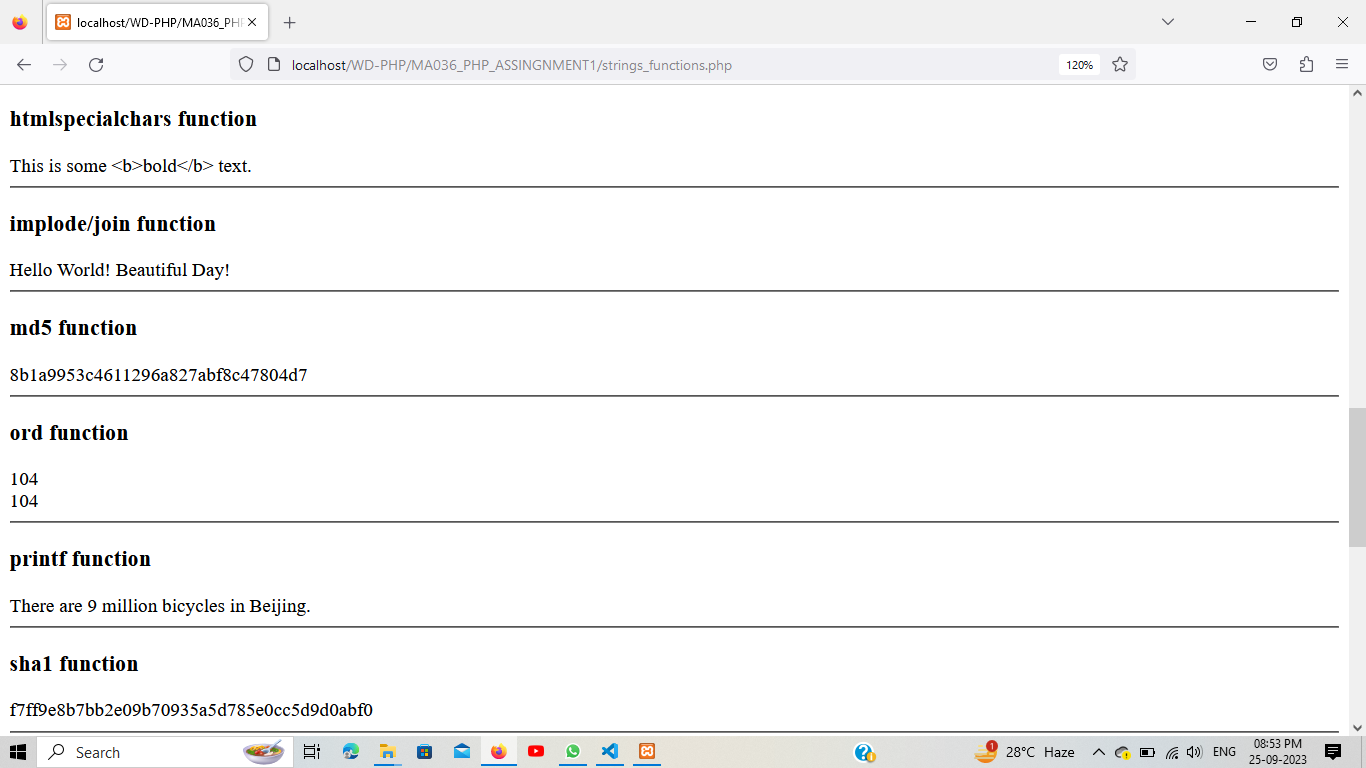 localhost/WD-PHP/MA036_PHP
localhost/WD-PHP/MA036_PHP_ASSINGNMENT1/strings_functions.php
120%
htmlspecialchars function
This is some <b>bold</b> text.
implode/join function
Hello World! Beautiful Day!
md5 function
8b1a9953c4611296a827abf8c47804d7
ord function
104
104
printf function
There are 9 million bicycles in Beijing.
sha1 function
f7ff9e8b7bb2e09b70935a5d785e0cc5d9d0abf0
Search
1
28°C Haze
ENG
08:53 PM
25-09-2023